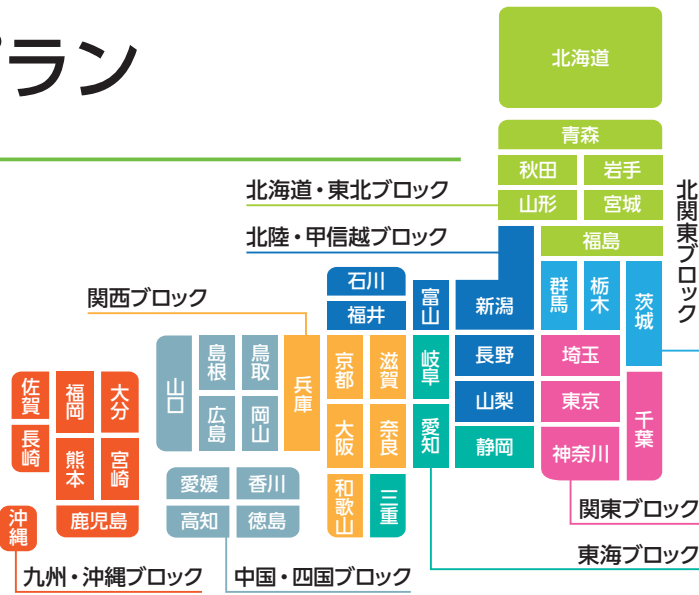 プラン
北海道
青森
秋田
岩手
山形
宮城
福島
北海道・東北ブロック
北陸・甲信越ブロック
北関東ブロック
関西ブロック
石川
福井
富山
新潟
群馬
栃木
茨城
長野
山梨
静岡
埼玉
東京
神奈川
千葉
岐阜
愛知
三重
京都
滋賀
大阪
奈良
和歌山
兵庫
鳥取
島根
岡山
広島
山口
愛媛
香川
高知
徳島
佐賀
福岡
大分
長崎
熊本
宮崎
鹿児島
沖縄
関東ブロック
東海ブロック
中国・四国ブロック
九州・沖縄ブロック